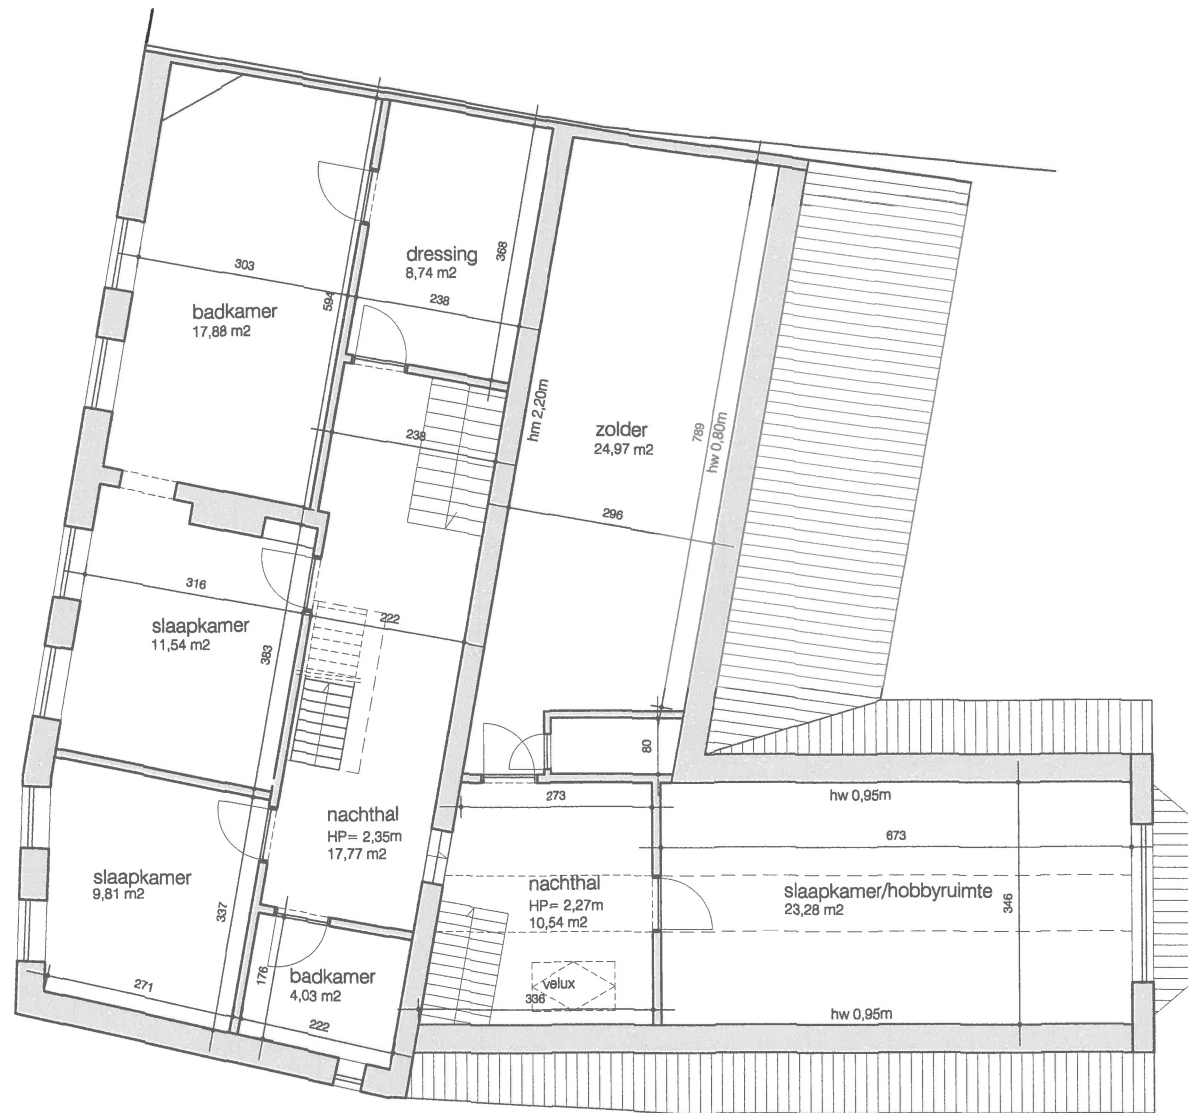 303
594
368
dressing
8,74 m2
238
badkamer
17,88 m2
hm 2,20m
238
zolder
24,97 m2
789
hw 0,80m
296
316
slaapkamer
11,54 m2
383
222
80
nachthal
HP= 2,35m
17,77 m2
273
hw 0,95m
673
slaapkamer
9,81 m2
337
nachthal
HP= 2,27m
10,54 m2
slaapkamer/hobbyruimte
23,28 m2
346
271
176
badkamer
4,03 m2
222
velux
336
hw 0,95m